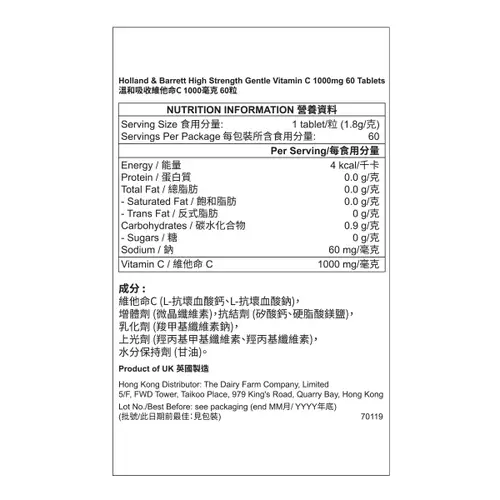 Holland & Barrett High Strength Gentle Vitamin C 1000mg 60 Tablets
溫和吸收維他命C 1000毫克 60粒
NUTRITION INFORMATION 營養資料
Serving Size 食用分量: 1 tablet/粒 (1.8g/克)
Servings Per Package 每包裝所含食用分量: 60
Per Serving/每食用分量
Energy / 能量 4 kcal/千卡
Protein / 蛋白質 0.0 g/克
Total Fat / 總脂肪 0.0 g/克
- Saturated Fat / 飽和脂肪 0.0 g/克
- Trans Fat / 反式脂肪 0 g/克
Carbohydrates / 碳水化合物 0.9 g/克
- Sugars / 糖 0 g/克
Sodium / 鈉 60 mg/毫克
Vitamin C / 維他命 C 1000 mg/毫克
成分 :
維他命C (L-抗壞血酸鈣、L-抗壞血酸鈉),
增體劑 (微晶纖維素),抗結劑 (矽酸鈣、硬脂酸鎂鹽),
乳化劑 (羧甲基纖維素鈉),
上光劑 (羥丙基甲基纖維素、羥丙基纖維素),
水分保持劑 (甘油)。
Product of UK 英國製造
Hong Kong Distributor: The Dairy Farm Company, Limited
5/F, FWD Tower, Taikoo Place, 979 King's Road, Quarry Bay, Hong Kong
Lot No./Best Before: see packaging (end MM月/ YYYY年底)
(批號/此日期前最佳：見包裝) 70119